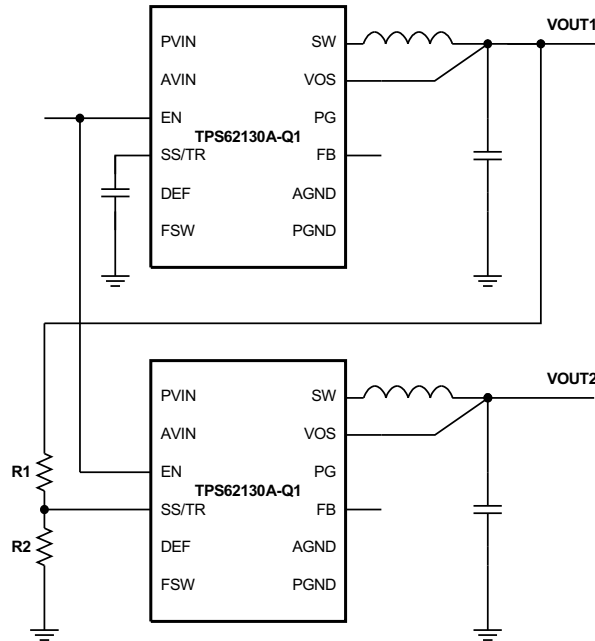 VOUT1
PVIN SW
AVIN VOS
EN PG
TPS62130A-Q1
SS/TR FB
DEF AGND
FSW PGND
VOUT2
PVIN SW
AVIN VOS
R1 EN PG
TPS62130A-Q1
SS/TR FB
R2 DEF AGND
FSW PGND